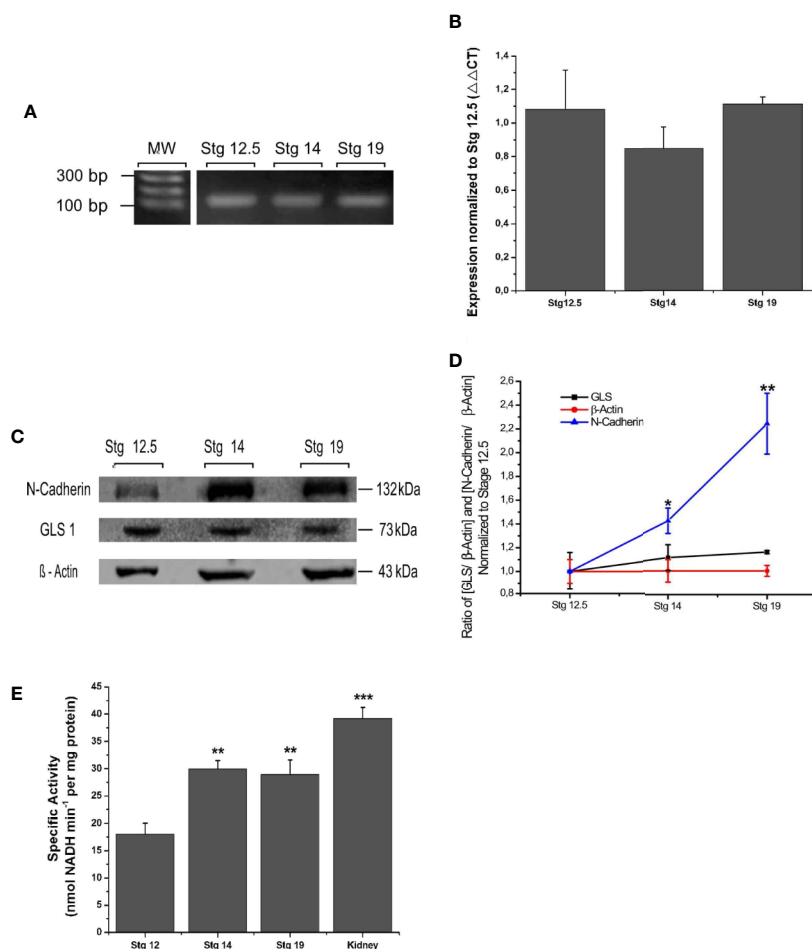 A
MW Stg 12.5 Stg 14 Stg 19
300 bp
100 bp
B
Expression normalized to Stg 12.5 (△△CT)
1,4
1,2
1,0
0,8
0,6
0,4
0,2
0,0
Stg12.5 Stg14 Stg 19
C
Stg 12.5 Stg 14 Stg 19
N-Cadherin 132kDa
GLS 1 73kDa
ß - Actin 43 kDa
D
Ratio of [GLS/ β-Actin] and [N-Cadherin/ β-Actin]
Normalized to Stage 12.5
2,6
2,4
2,2
2,0
1,8
1,6
1,4
1,2
1,0
0,8
GLS
β-Actin
N-Cadherin
*
**
Stg 12.5 Stg 14 Stg 19
E
Specific Activity
(nmol NADH min⁻¹ per mg protein)
45
40
35
30
25
20
15
10
5
0
** ** ***
Stg 12 Stg 14 Stg 19 Kidney